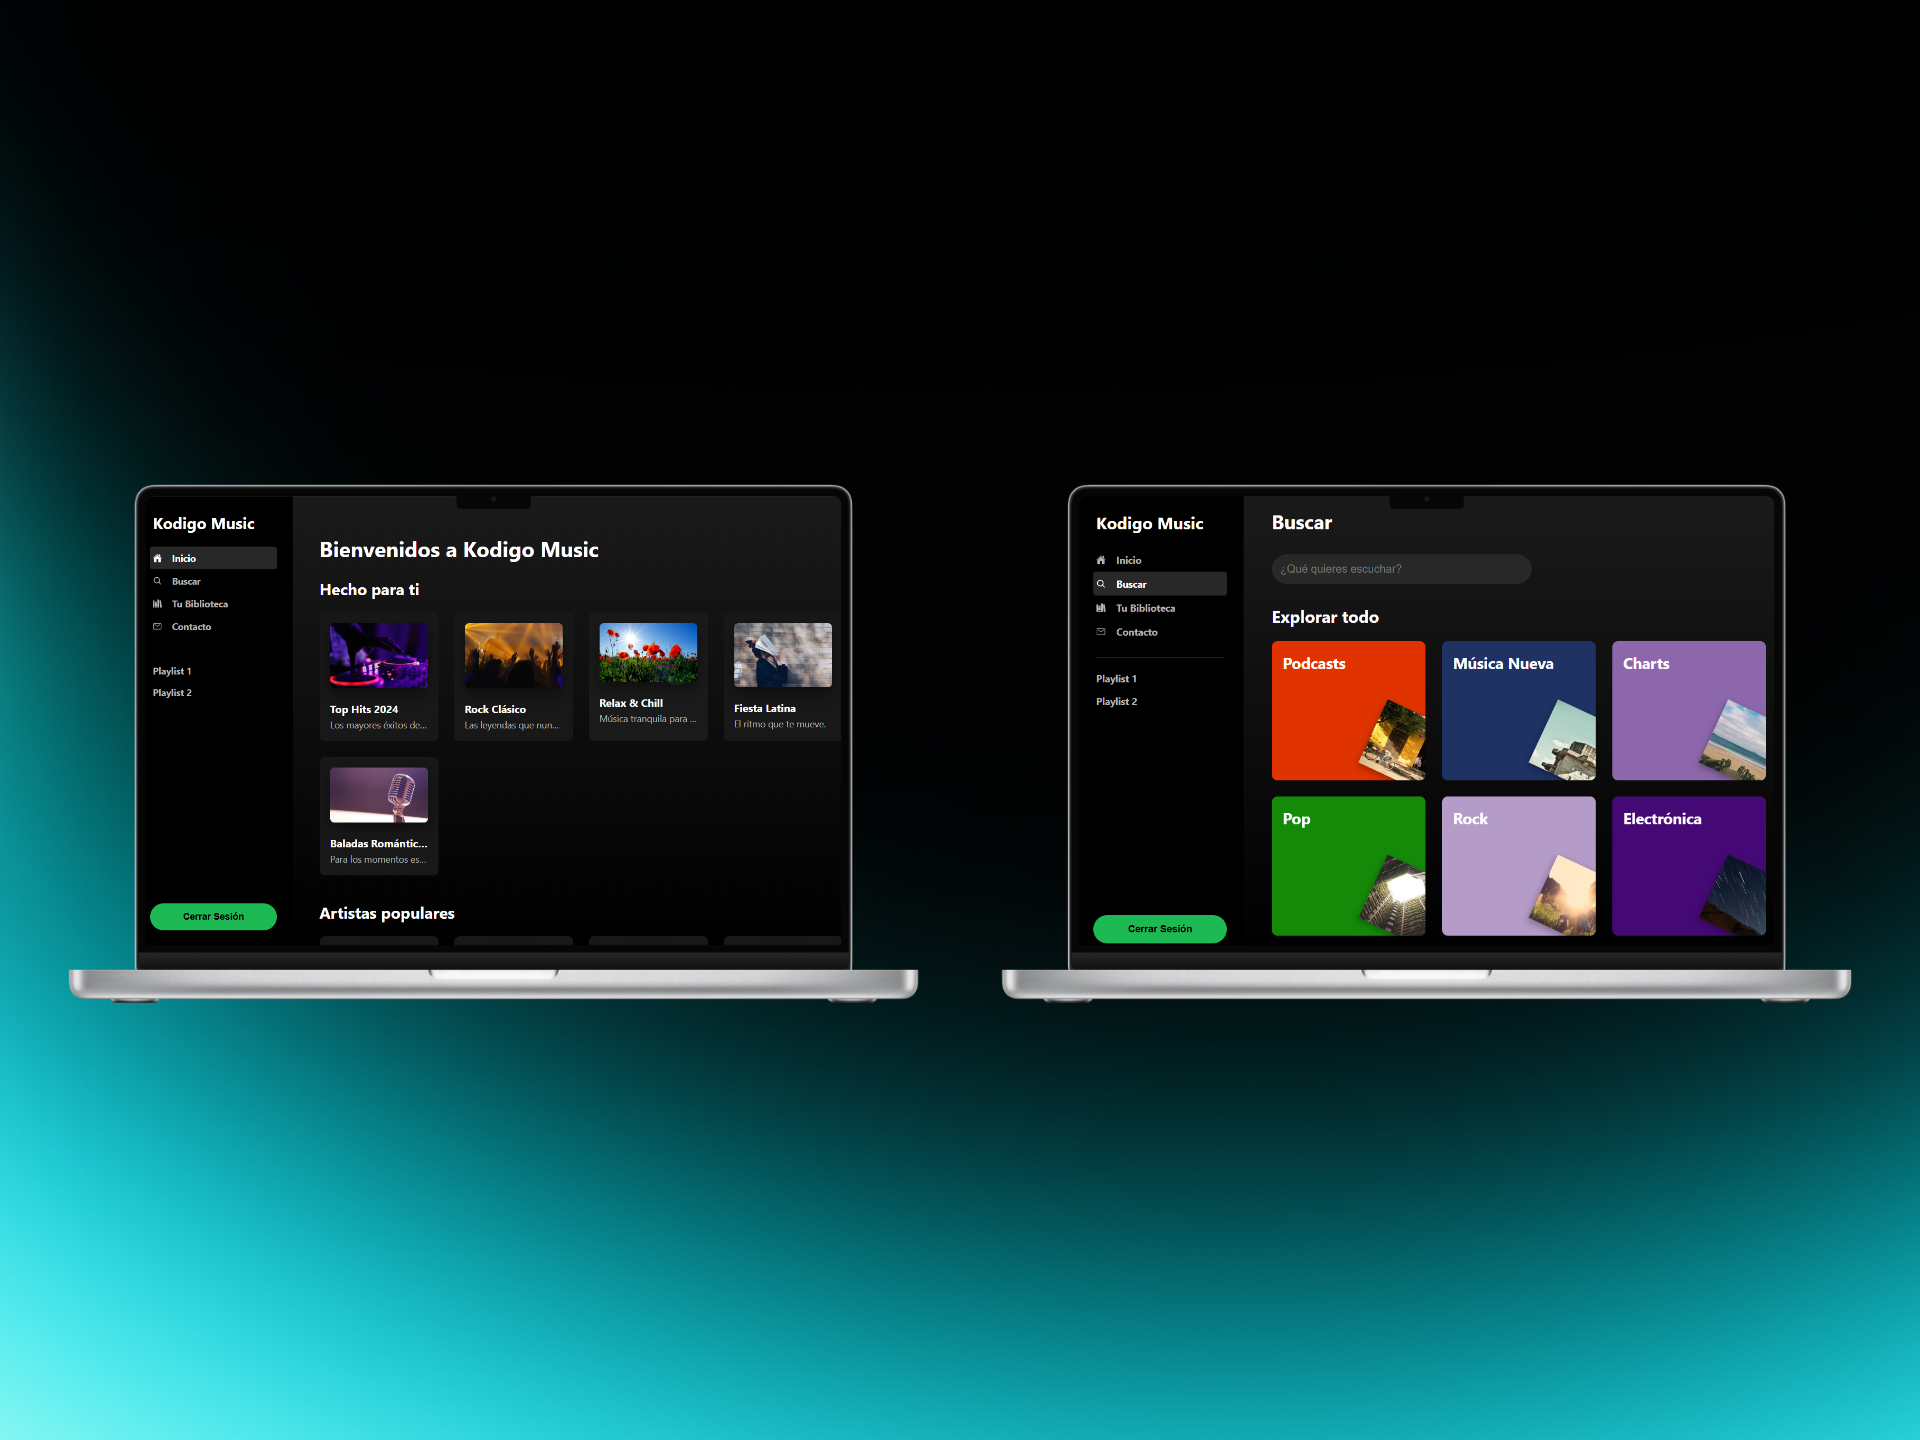 Kodigo Music
Inicio
Buscar
Tu Biblioteca
Contacto
Playlist 1
Playlist 2
Cerrar Sesión
Bienvenidos a Kodigo Music
Hecho para ti
Top Hits 2024
Los mayores éxitos de...
Rock Clásico
Las leyendas que nun...
Relax & Chill
Música tranquila para ...
Fiesta Latina
El ritmo que te mueve.
Baladas Romántic...
Para los momentos es...
Artistas populares
Kodigo Music
Inicio
Buscar
Tu Biblioteca
Contacto
Playlist 1
Playlist 2
Cerrar Sesión
Buscar
¿Qué quieres escuchar?
Explorar todo
Podcasts
Música Nueva
Charts
Pop
Rock
Electrónica